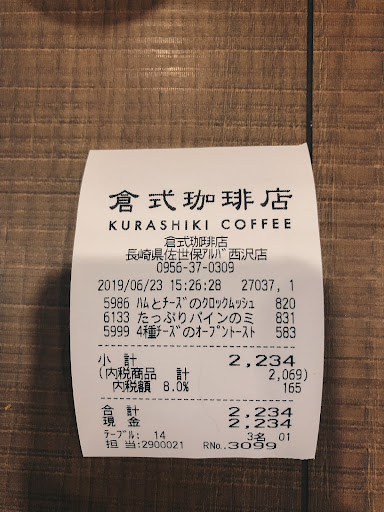 倉式珈琲店
KURASHIKI COFFEE
倉式珈琲店
長崎県佐世保ｱﾙﾊﾞ西沢店
0956-37-0309
2019/06/23 15:26:28 27037, 1
5986 ﾊﾑとﾁｰｽﾞのｸﾛｯｸﾑｯｼｭ 820
6133 たっぷりパインのミ 831
5999 4種ﾁｰｽﾞのｵｰﾌﾟﾝﾄｰｽﾄ 583
小 計 2,234
(内税商品 計 2,069)
内税額 8.0% 165
合 計 2,234
現 金 2,234
ﾃｰﾌﾞﾙ: 14 3名 01
担 当:2900021 RNo.3099